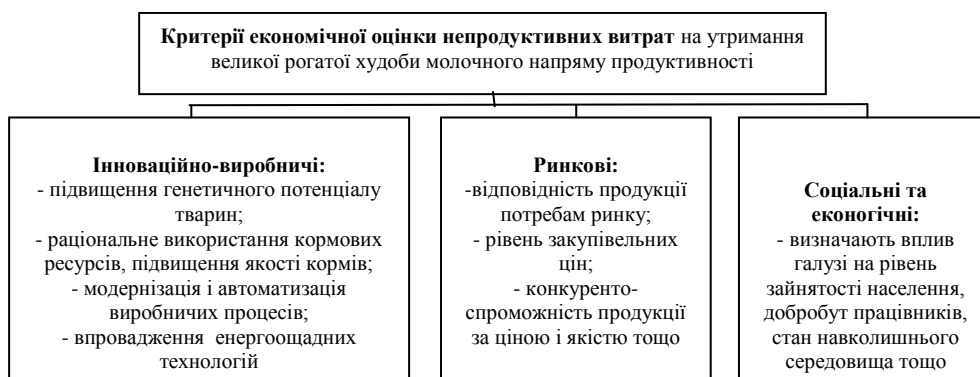 Критерії економічної оцінки непродуктивних витрат на утримання
великої рогатої худоби молочного напряму продуктивності
Інноваційно-виробничі:
- підвищення генетичного потенціалу
тварин;
- раціональне використання кормових
ресурсів, підвищення якості кормів;
- модернізація і автоматизація
виробничих процесів;
- впровадження енергоощадних
технологій
Ринкові:
-відповідність продукції
потребам ринку;
- рівень закупівельних
цін;
- конкуренто-
спроможність продукції
за ціною і якістю тощо
Соціальні та
еконогічні:
- визначають вплив
галузі на рівень
зайнятості населення,
добробут працівників,
стан навколишнього
середовища тощо